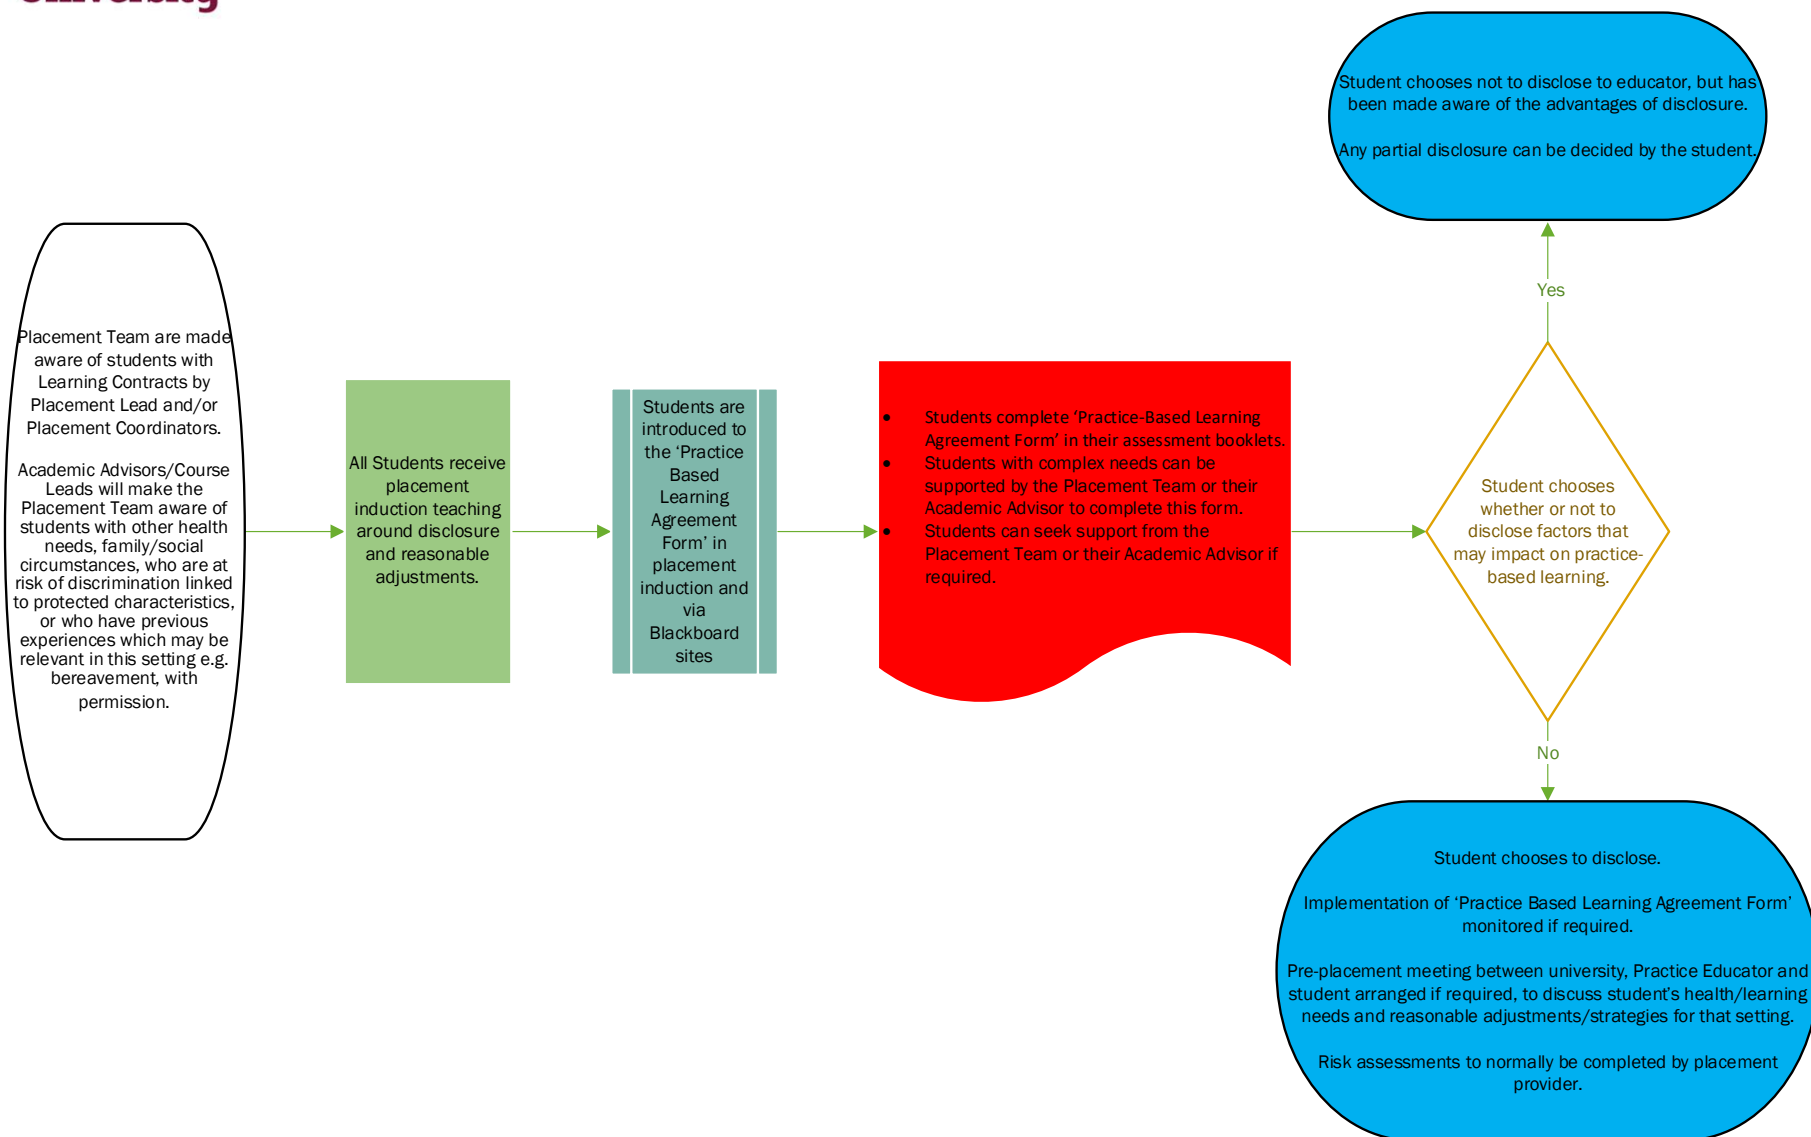 University
Placement Team are made
aware of students with
Learning Contracts by
Placement Lead and/or
Placement Coordinators.
Academic Advisors/Course
Leads will make the
Placement Team aware of
students with other health
needs, family/social
circumstances, who are at
risk of discrimination linked
to protected characteristics,
or who have previous
experiences which may be
relevant in this setting e.g.
bereavement, with
permission.
All Students receive
placement
induction teaching
around disclosure
and reasonable
adjustments.
Students are
introduced to
the ‘Practice
Based
Learning
Agreement
Form’ in
placement
induction and
via
Blackboard
sites
• Students complete ‘Practice-Based Learning
Agreement Form’ in their assessment booklets.
• Students with complex needs can be
supported by the Placement Team or their
Academic Advisor to complete this form.
• Students can seek support from the
Placement Team or their Academic Advisor if
required.
Student chooses
whether or not to
disclose factors that
may impact on practice-
based learning.
Yes
Student chooses not to disclose to educator, but has
been made aware of the advantages of disclosure.
Any partial disclosure can be decided by the student.
No
Student chooses to disclose.
Implementation of ‘Practice Based Learning Agreement Form’
monitored if required.
Pre-placement meeting between university, Practice Educator and
student arranged if required, to discuss student’s health/learning
needs and reasonable adjustments/strategies for that setting.
Risk assessments to normally be completed by placement
provider.